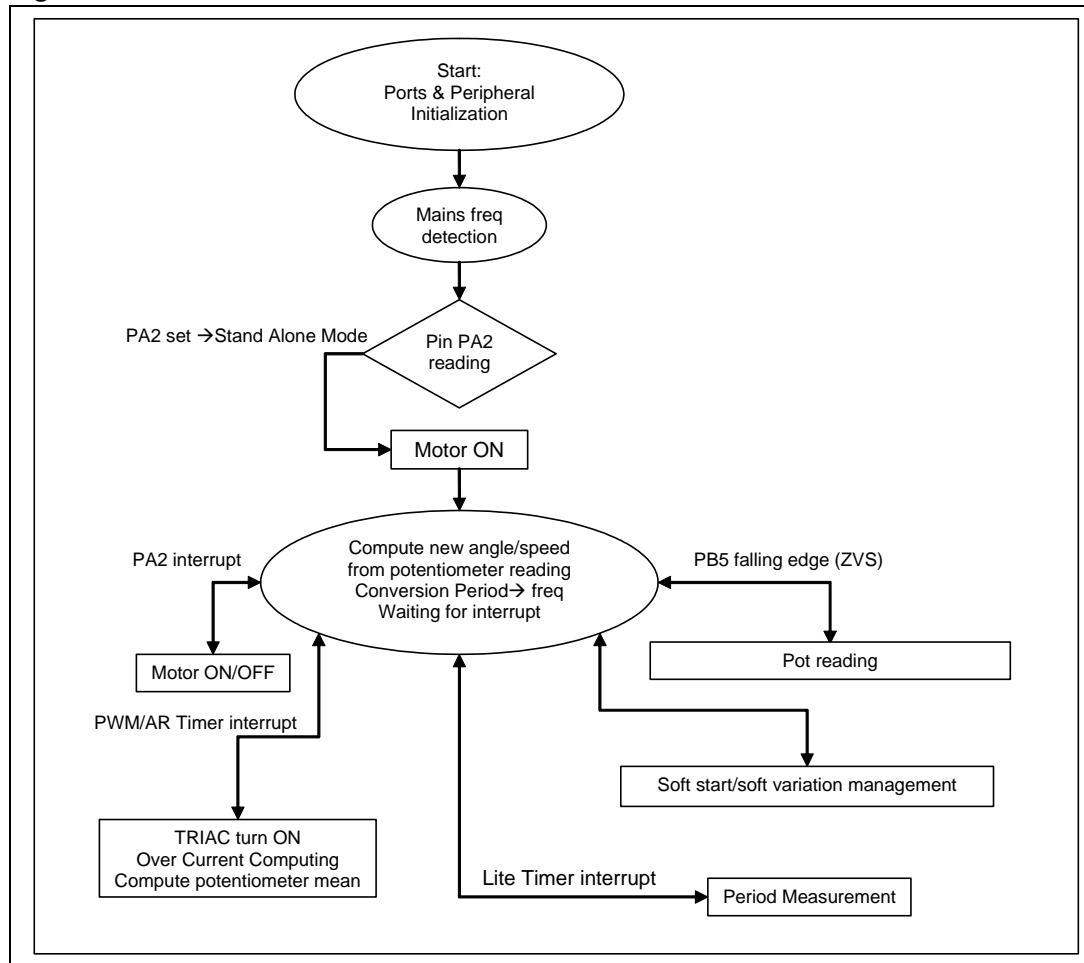 Start:
Ports & Peripheral
Initialization
Mains freq
detection
PA2 set →Stand Alone Mode
Pin PA2
reading
Motor ON
PA2 interrupt
Compute new angle/speed
from potentiometer reading
Conversion Period→ freq
Waiting for interrupt
PB5 falling edge (ZVS)
Motor ON/OFF
Pot reading
PWM/AR Timer interrupt
Soft start/soft variation management
TRIAC turn ON
Over Current Computing
Compute potentiometer mean
Lite Timer interrupt
Period Measurement